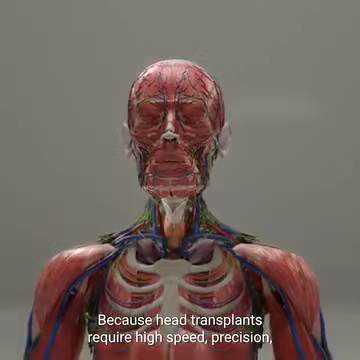 Because head transplants
require high speed, precision,